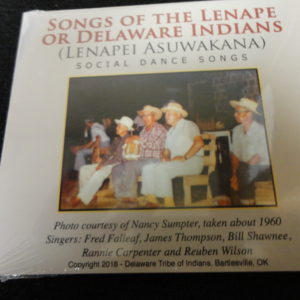 SONGS OF THE LENAPE
OR DELAWARE INDIANS
(LENAPEI ASUWAKANA)
SOCIAL DANCE SONGS
Photo courtesy of Nancy Sumpter, taken about 1960
Singers: Fred Falleaf, James Thompson, Bill Shawnee,
Rannie Carpenter and Reuben Wilson
Copyright 2018 - Delaware Tribe of Indians, Bartlesville, OK